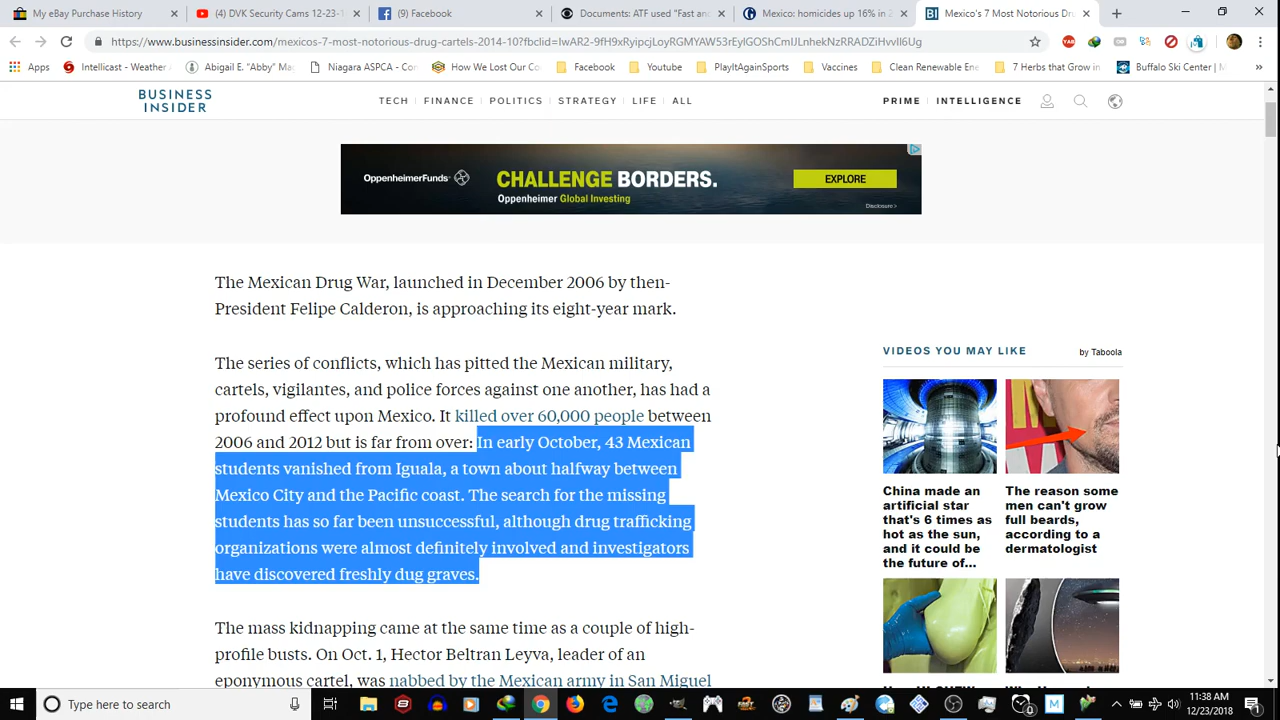 My eBay Purchase History
(4) DVK Security Cams 12-23-1
(9) Facebook
Documents: ATF used "Fast and
Mexico: homicides up 16% in 2
Mexico's 7 Most Notorious Dru
https://www.businessinsider.com/mexicos-7-most-notorious-drug-cartels-2014-10?fbclid=IwAR2-9fH9xRyipcjLoyRGMYAW53rEylGOShCmIJLnhekNzRRADZiHvvII6Ug
Apps
Intellicast - Weather
Abigail E. "Abby" Mag
Niagara ASPCA - Con
How We Lost Our Co
Facebook
Youtube
PlayItAgainSports
Vaccines
Clean Renewable Ene
7 Herbs that Grow in
Buffalo Ski Center | M
BUSINESS
INSIDER
TECH FINANCE POLITICS STRATEGY LIFE ALL
PRIME INTELLIGENCE
OppenheimerFunds
CHALLENGE BORDERS.
Oppenheimer Global Investing
EXPLORE
Disclosure >
The Mexican Drug War, launched in December 2006 by then-
President Felipe Calderon, is approaching its eight-year mark.
The series of conflicts, which has pitted the Mexican military,
cartels, vigilantes, and police forces against one another, has had a
profound effect upon Mexico. It killed over 60,000 people between
2006 and 2012 but is far from over: In early October, 43 Mexican
students vanished from Iguala, a town about halfway between
Mexico City and the Pacific coast. The search for the missing
students has so far been unsuccessful, although drug trafficking
organizations were almost definitely involved and investigators
have discovered freshly dug graves.
The mass kidnapping came at the same time as a couple of high-
profile busts. On Oct. 1, Hector Beltran Leyva, leader of an
eponymous cartel, was nabbed by the Mexican army in San Miguel
VIDEOS YOU MAY LIKE
by Taboola
China made an
artificial star
that's 6 times as
hot as the sun,
and it could be
the future of...
The reason some
men can't grow
full beards,
according to a
dermatologist
Type here to search
11:38 AM
12/23/2018